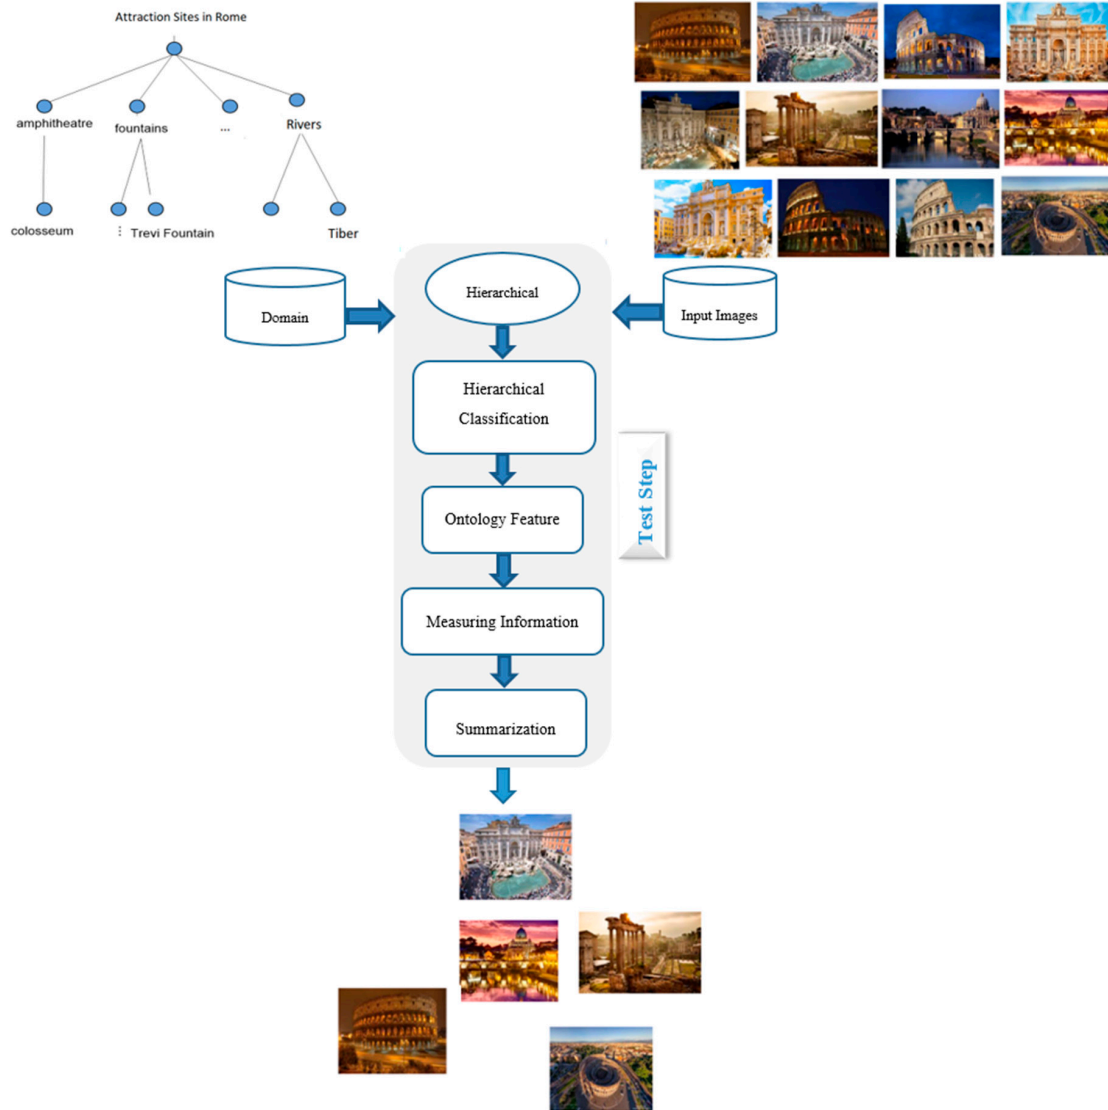 Attraction Sites in Rome
amphitheatre
fountains
...
Rivers
colosseum
⋮ Trevi Fountain
Tiber
Domain
Hierarchical
Input Images
Hierarchical
Classification
Ontology Feature
Test Step
Measuring Information
Summarization